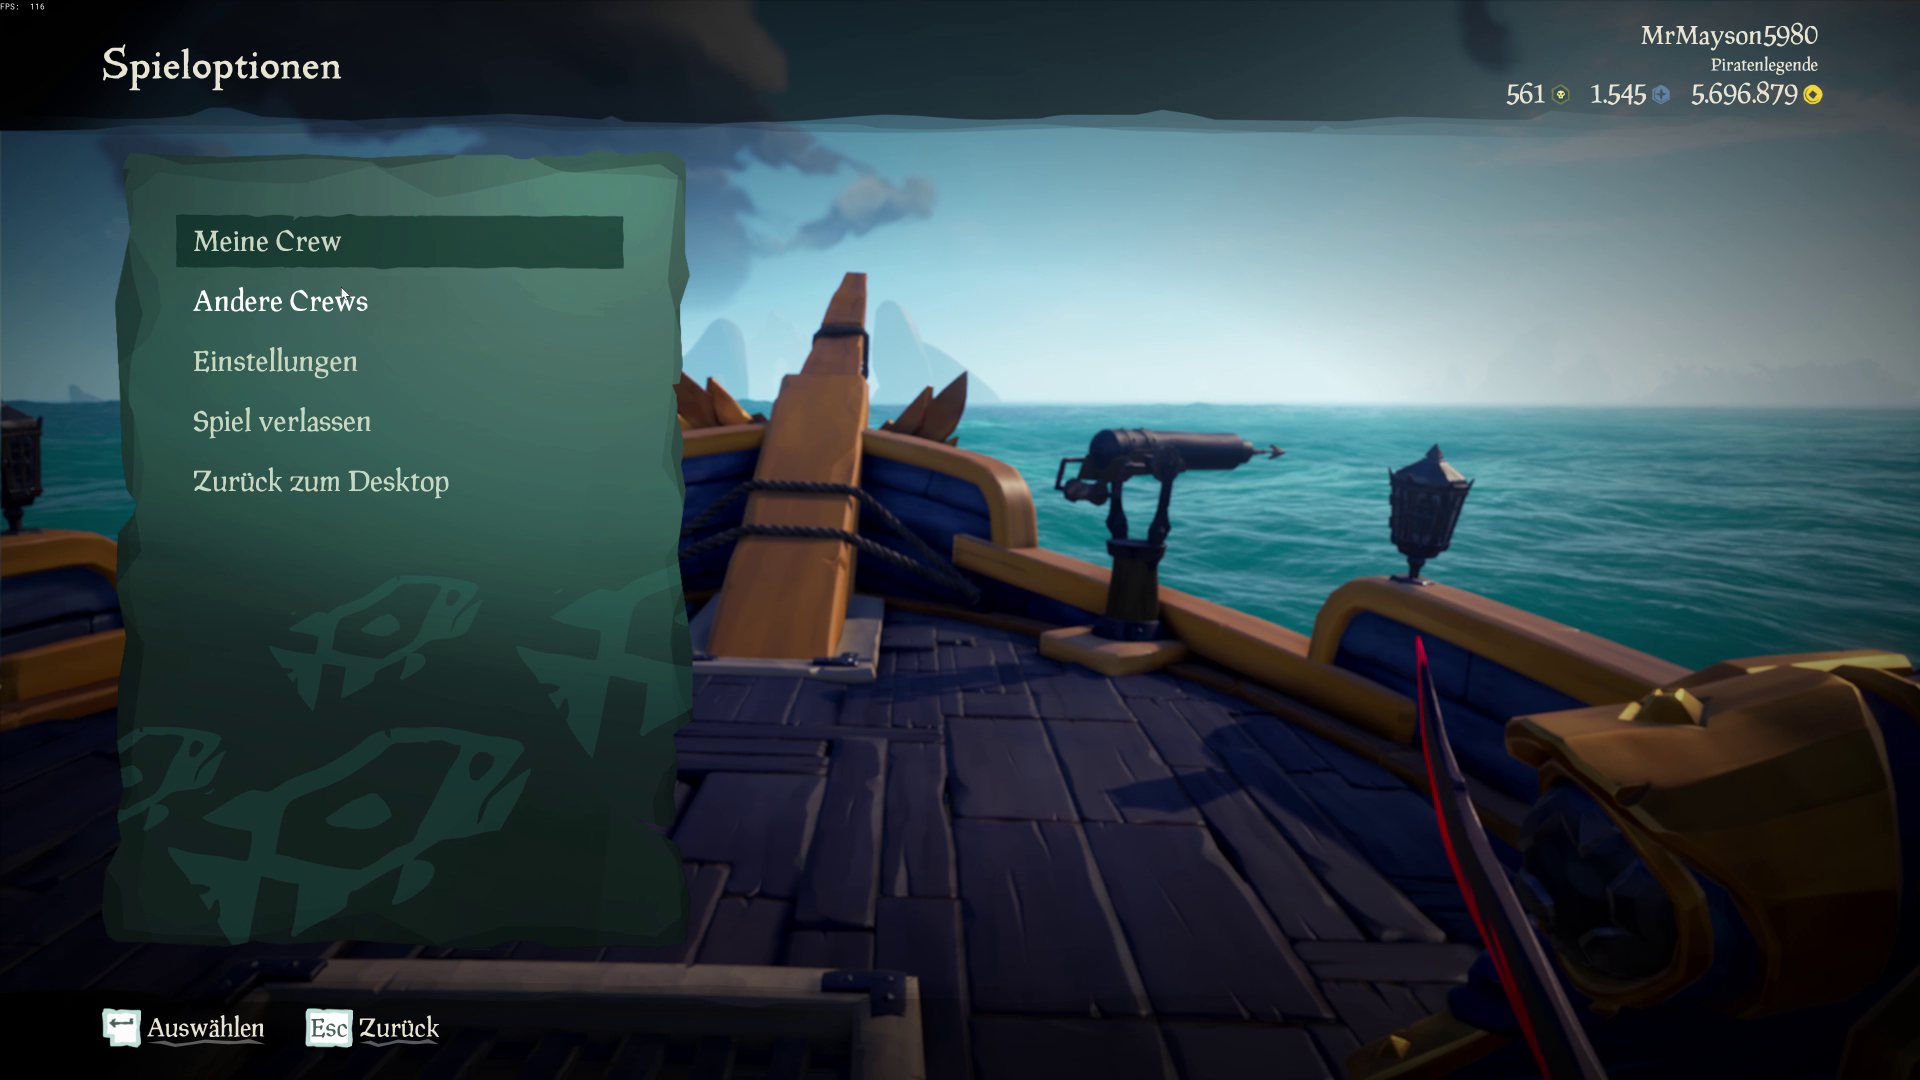 FPS: 116
Spieloptionen
MrMayson5980
Piratenlegende
561 1.545 5.696.879
Meine Crew
Andere Crews
Einstellungen
Spiel verlassen
Zurück zum Desktop
Auswählen Esc Zurück